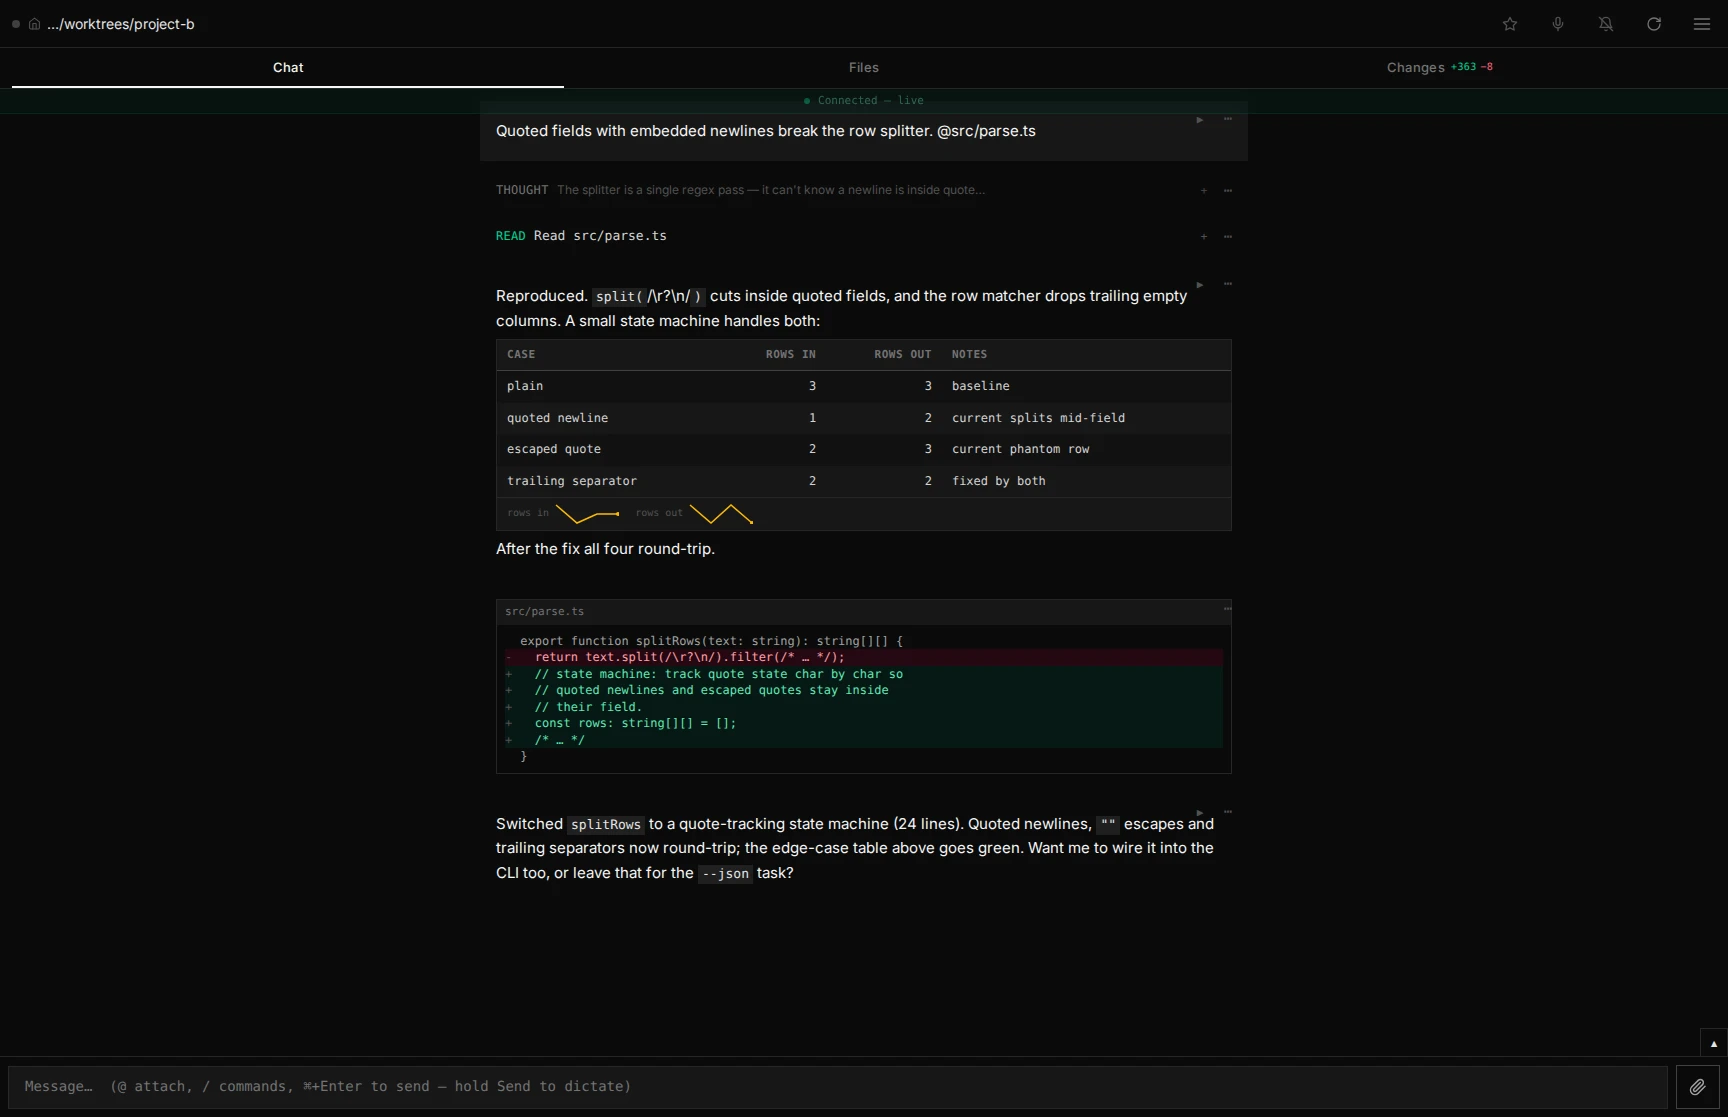 .../worktrees/project-b
Chat
Files
Changes +363 −8
Connected — live
Quoted fields with embedded newlines break the row splitter. @src/parse.ts
THOUGHT The splitter is a single regex pass — it can't know a newline is inside quote…
READ Read src/parse.ts
Reproduced. split(/\r?\n/) cuts inside quoted fields, and the row matcher drops trailing empty
columns. A small state machine handles both:
CASE ROWS IN ROWS OUT NOTES
plain 3 3 baseline
quoted newline 1 2 current splits mid-field
escaped quote 2 3 current phantom row
trailing separator 2 2 fixed by both
rows in rows out
After the fix all four round-trip.
src/parse.ts
export function splitRows(text: string): string[][] {
- return text.split(/\r?\n/).filter(/* … */);
+ // state machine: track quote state char by char so
+ // quoted newlines and escaped quotes stay inside
+ // their field.
+ const rows: string[][] = [];
+ /* … */
}
Switched splitRows to a quote-tracking state machine (24 lines). Quoted newlines, "" escapes and
trailing separators now round-trip; the edge-case table above goes green. Want me to wire it into the
CLI too, or leave that for the --json task?
Message… (@ attach, / commands, ⌘+Enter to send — hold Send to dictate)